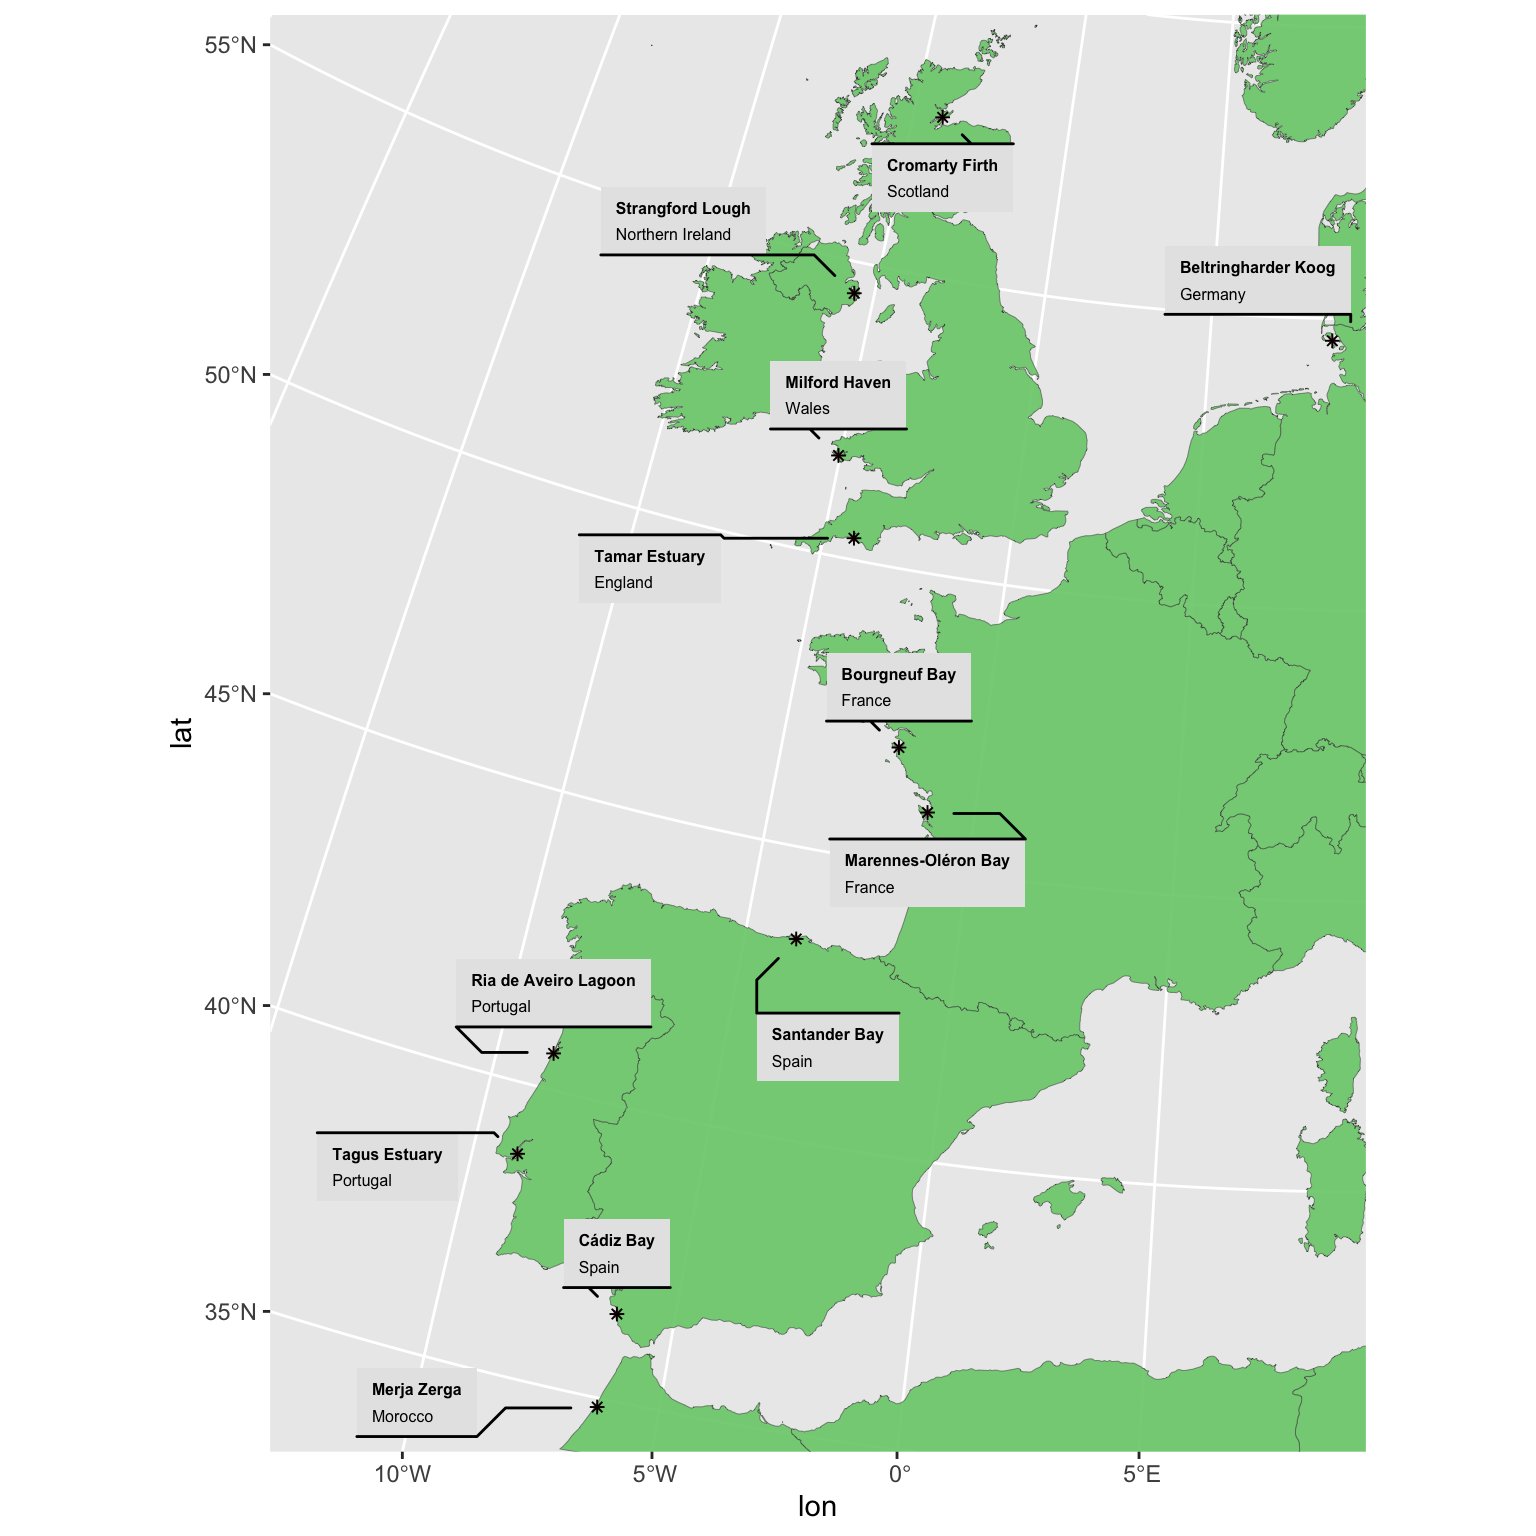 55°N
50°N
45°N
40°N
35°N
lat
Cromarty Firth
Scotland
Strangford Lough
Northern Ireland
Beltringharder Koog
Germany
Milford Haven
Wales
Tamar Estuary
England
Bourgneuf Bay
France
Marennes-Oléron Bay
France
Ria de Aveiro Lagoon
Portugal
Santander Bay
Spain
Tagus Estuary
Portugal
Cádiz Bay
Spain
Merja Zerga
Morocco
10°W
5°W
0°
5°E
lon